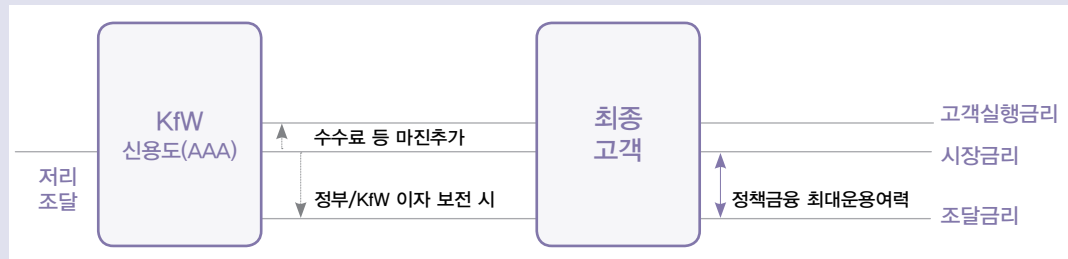 KfW
신용도(AAA)
저리
조달
수수료 등 마진추가
정부/KfW 이자 보전 시
최종
고객
정책금융 최대운용여력
고객실행금리
시장금리
조달금리